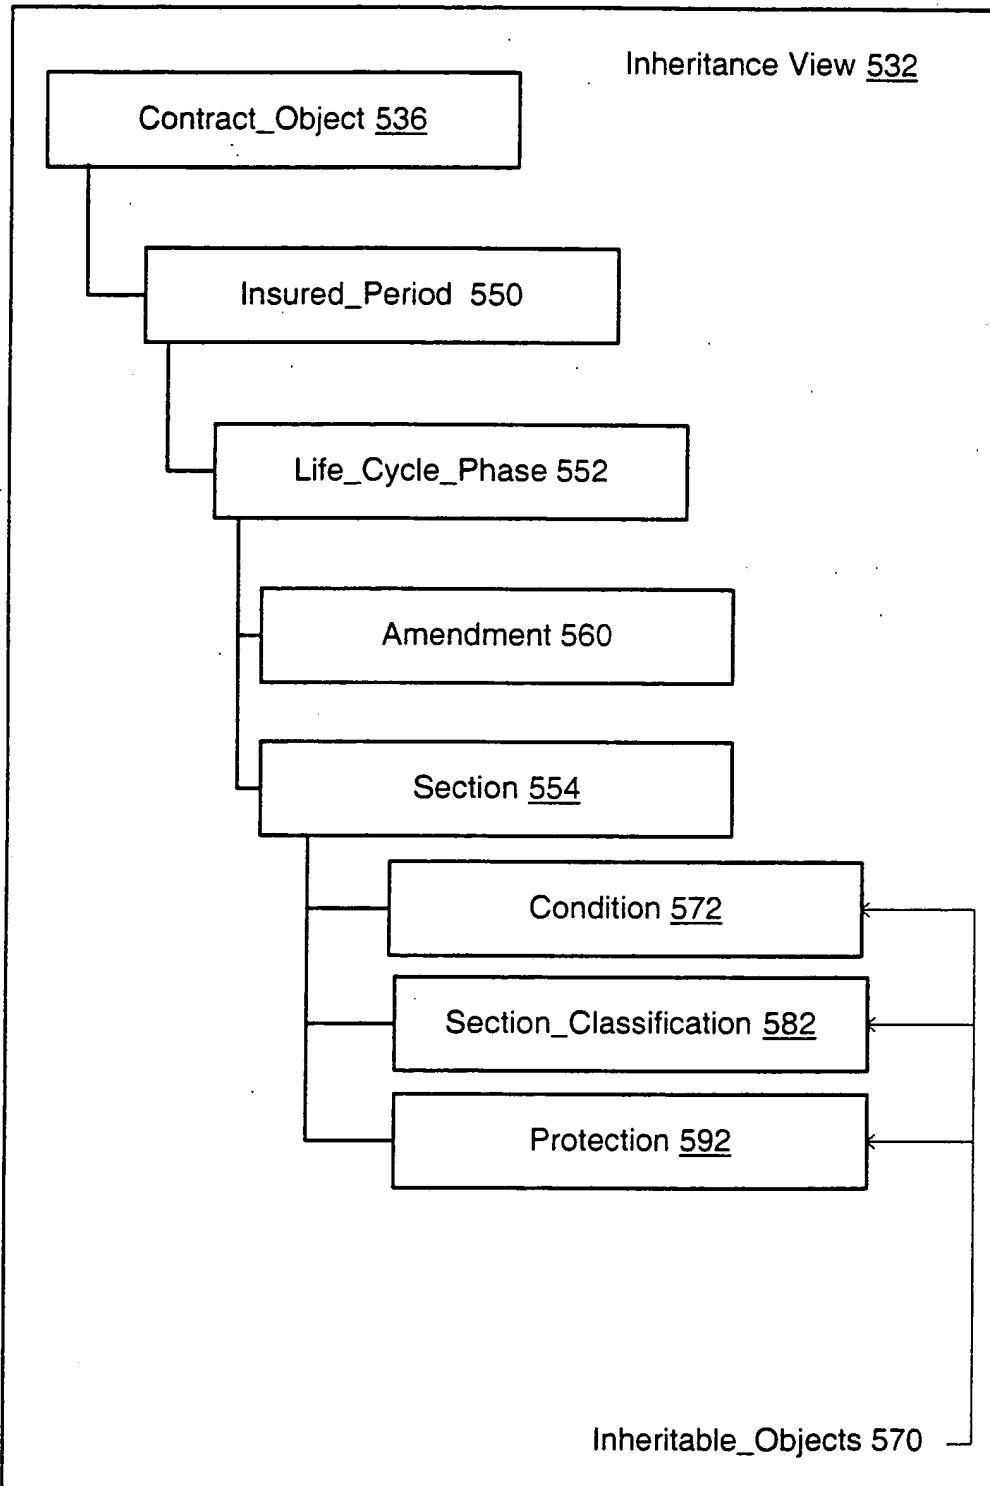 Inheritance View 532
Contract_Object 536
Insured_Period 550
Life_Cycle_Phase 552
Amendment 560
Section 554
Condition 572
Section_Classification 582
Protection 592
Inheritable_Objects 570